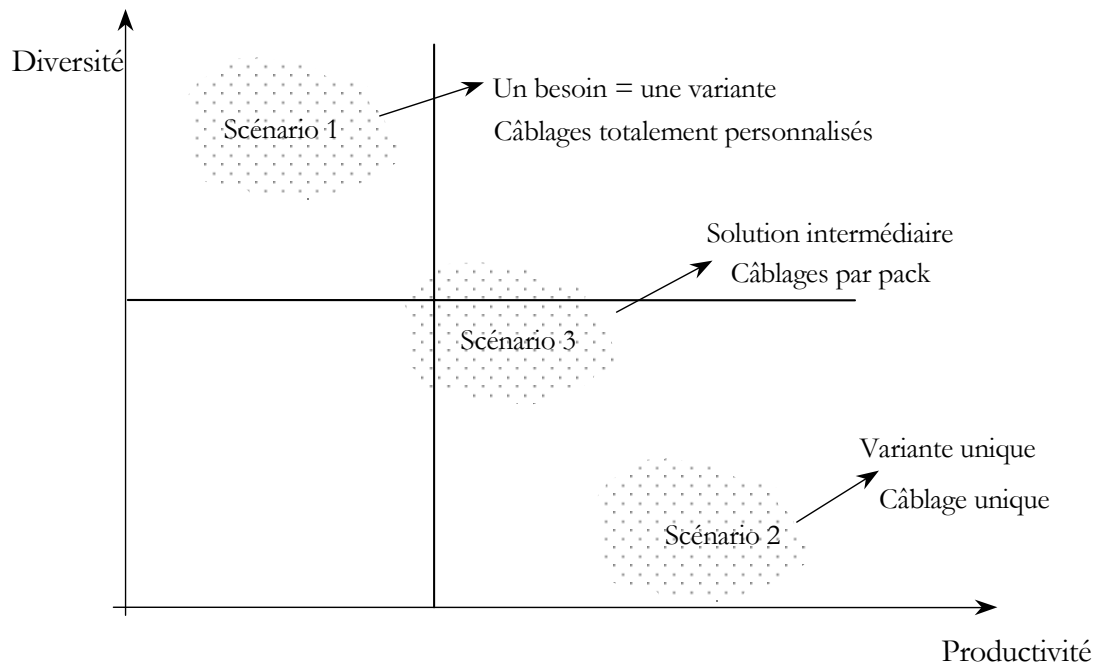 Diversité
Un besoin = une variante
Câblages totalement personnalisés
Scénario 1
Solution intermédiaire
Câblages par pack
Scénario 3
Variante unique
Câblage unique
Scénario 2
Productivité